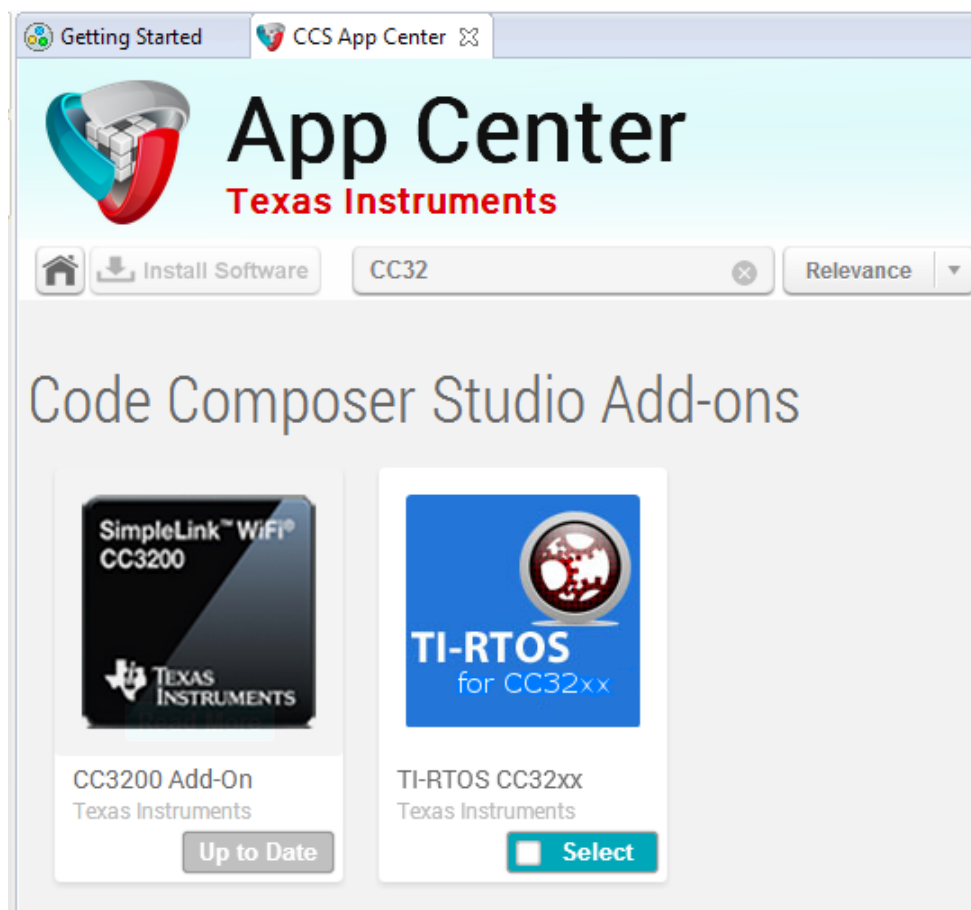 Getting Started
CCS App Center
App Center
Texas Instruments
Install Software
CC32
Relevance
Code Composer Studio Add-ons
SimpleLink™ WiFi®
CC3200
TEXAS
INSTRUMENTS
Read More
TI-RTOS
for CC32xx
CC3200 Add-On
Texas Instruments
Up to Date
TI-RTOS CC32xx
Texas Instruments
Select